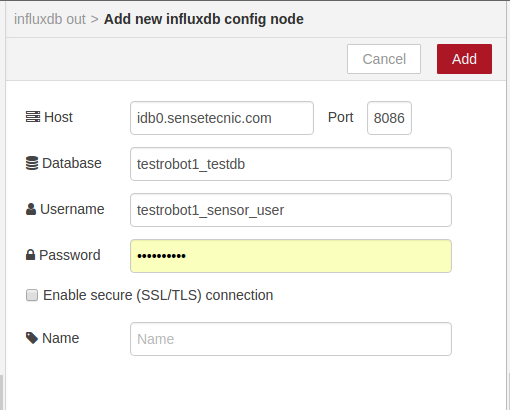 influxdb out > Add new influxdb config node
Cancel Add
Host idb0.sensetecnic.com Port 8086
Database testrobot1_testdb
Username testrobot1_sensor_user
Password ••••••••••
Enable secure (SSL/TLS) connection
Name Name